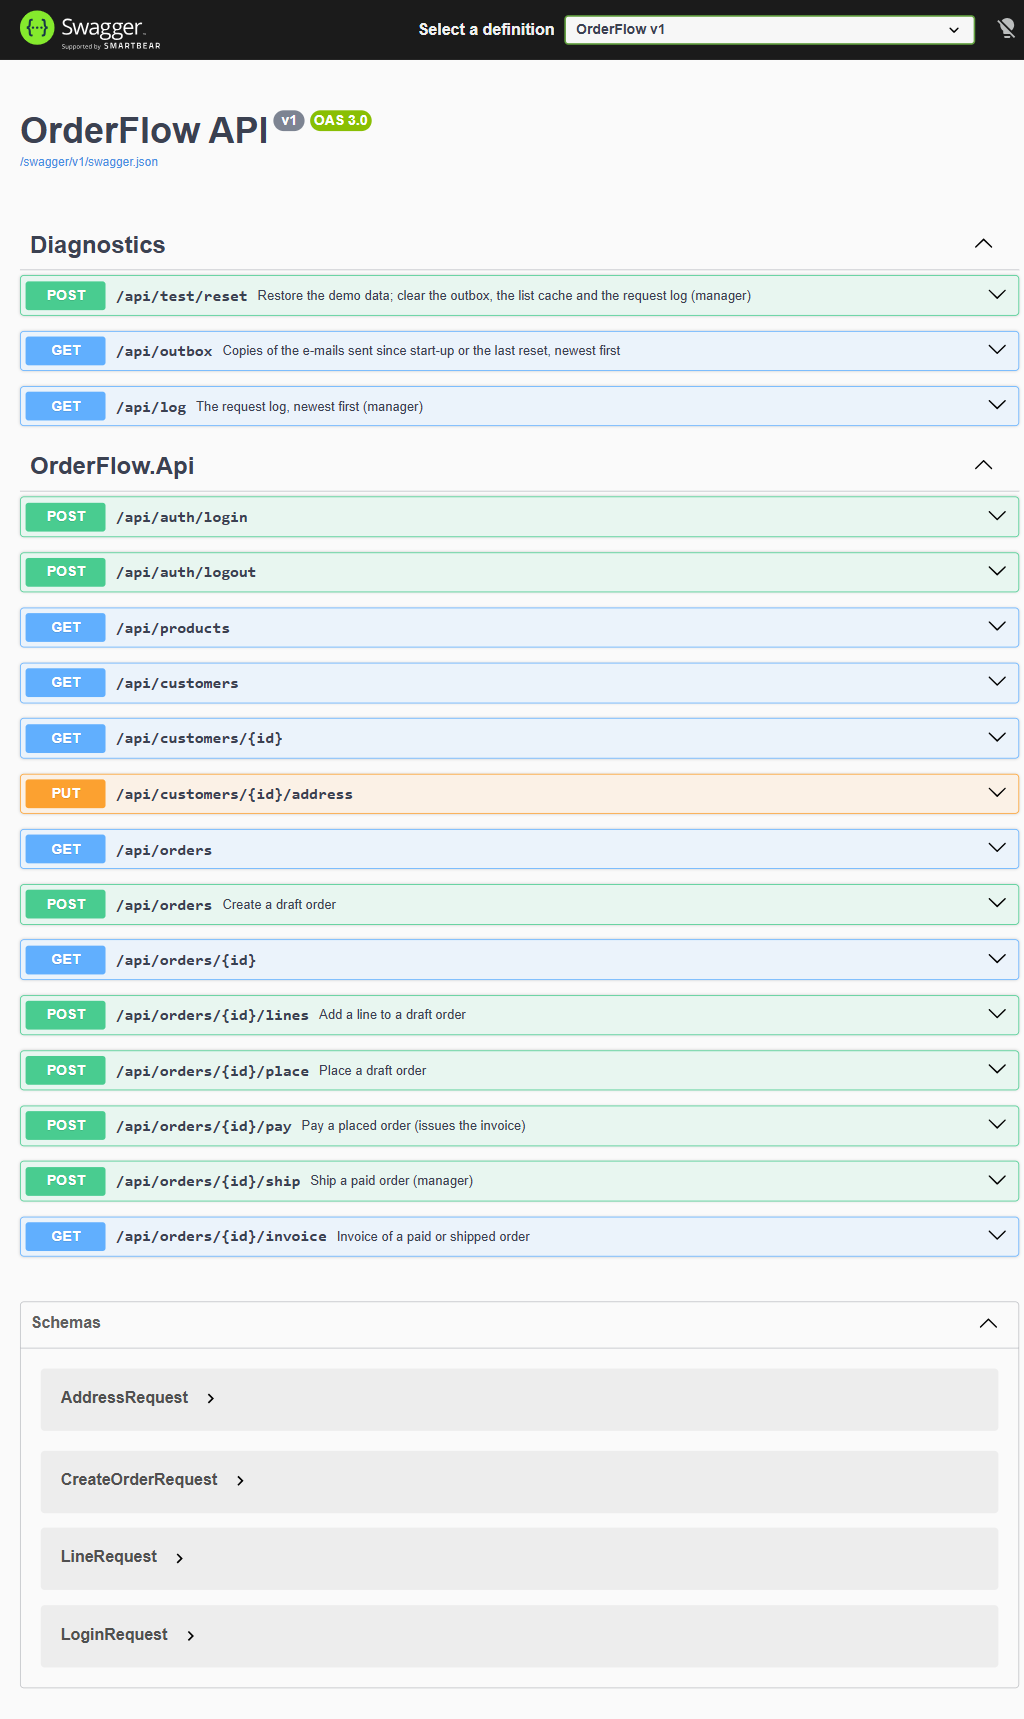 Swagger.
Supported by SMARTBEAR
Select a definition
OrderFlow v1
OrderFlow API v1 OAS 3.0
/swagger/v1/swagger.json
Diagnostics
POST /api/test/reset Restore the demo data; clear the outbox, the list cache and the request log (manager)
GET /api/outbox Copies of the e-mails sent since start-up or the last reset, newest first
GET /api/log The request log, newest first (manager)
OrderFlow.Api
POST /api/auth/login
POST /api/auth/logout
GET /api/products
GET /api/customers
GET /api/customers/{id}
PUT /api/customers/{id}/address
GET /api/orders
POST /api/orders Create a draft order
GET /api/orders/{id}
POST /api/orders/{id}/lines Add a line to a draft order
POST /api/orders/{id}/place Place a draft order
POST /api/orders/{id}/pay Pay a placed order (issues the invoice)
POST /api/orders/{id}/ship Ship a paid order (manager)
GET /api/orders/{id}/invoice Invoice of a paid or shipped order
Schemas
AddressRequest
CreateOrderRequest
LineRequest
LoginRequest